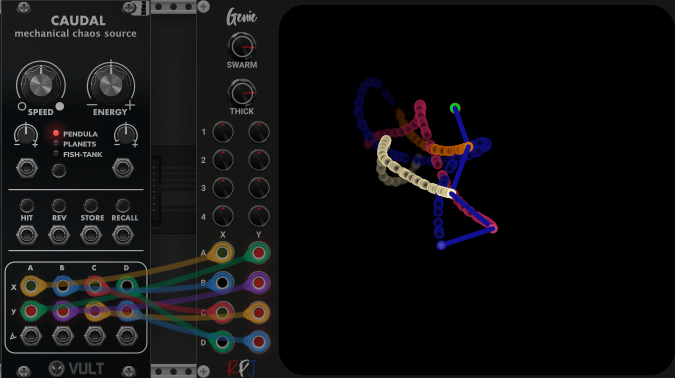 CAUDAL
mechanical chaos source
SPEED
ENERGY
PENDULA
PLANETS
FISH-TANK
HIT REV STORE RECALL
A B C D
X
Y
VULT
Genie
SWARM
THICK
1
2
3
4
X Y
A
B
C
D
RPJ